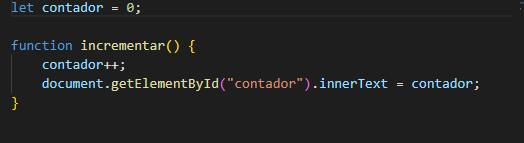 let contador = 0;
function incrementar() {
    contador++;
    document.getElementById("contador").innerText = contador;
}